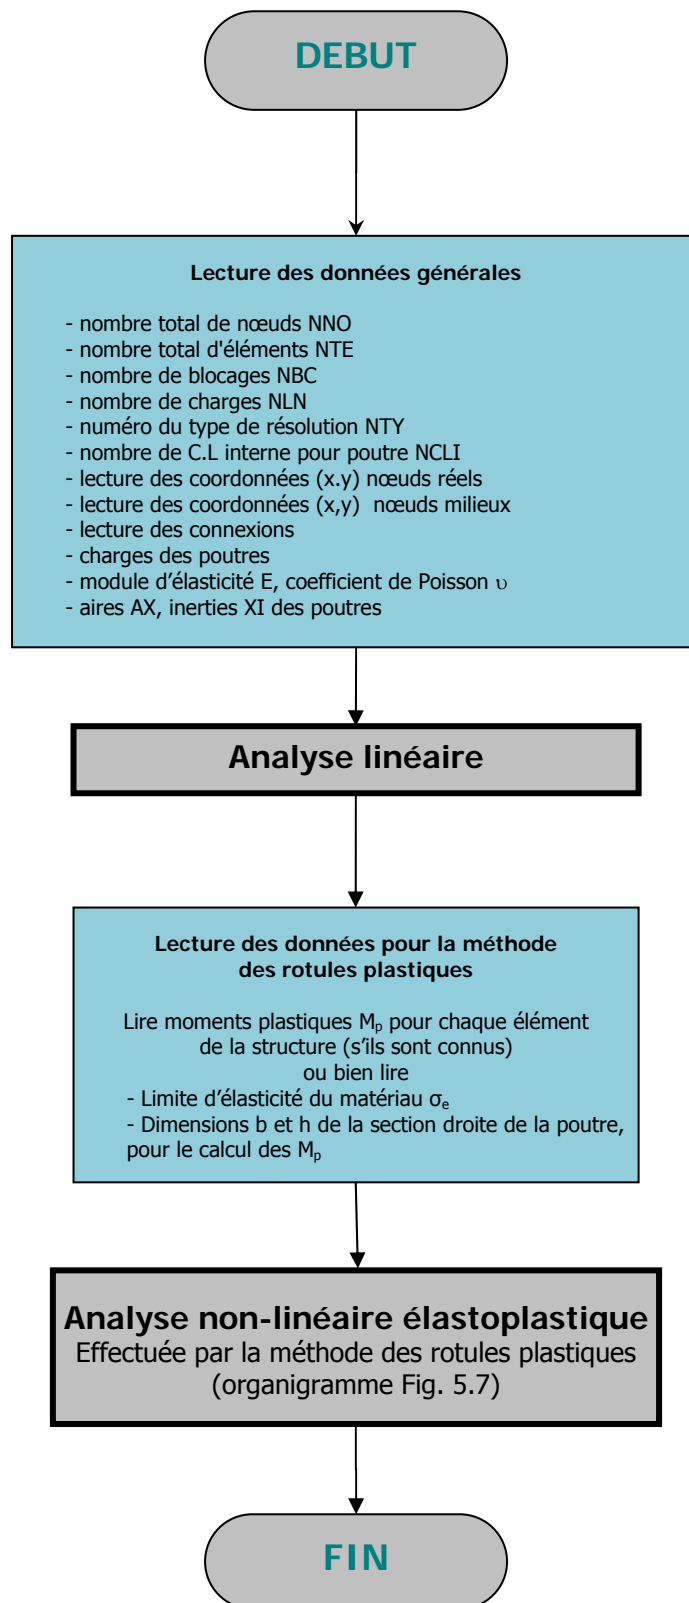 DEBUT
Lecture des données générales
- nombre total de nœuds NNO
- nombre total d'éléments NTE
- nombre de blocages NBC
- nombre de charges NLN
- numéro du type de résolution NTY
- nombre de C.L interne pour poutre NCLI
- lecture des coordonnées (x.y) nœuds réels
- lecture des coordonnées (x,y) nœuds milieux
- lecture des connexions
- charges des poutres
- module d’élasticité E, coefficient de Poisson υ
- aires AX, inerties XI des poutres
Analyse linéaire
Lecture des données pour la méthode
des rotules plastiques
Lire moments plastiques Mp pour chaque élément
de la structure (s’ils sont connus)
ou bien lire
- Limite d’élasticité du matériau σe
- Dimensions b et h de la section droite de la poutre,
pour le calcul des Mp
Analyse non-linéaire élastoplastique
Effectuée par la méthode des rotules plastiques
(organigramme Fig. 5.7)
FIN